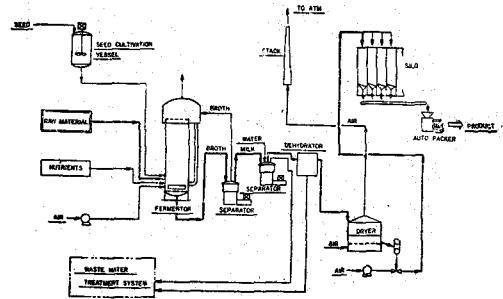 SEED
SEED CULTIVATION
VESSEL
TO ATM
STACK
SILO
RAW MATERIAL
BROTH
AIR
AUTO PACKER
PRODUCT
WATER
DEHYDRATOR
NUTRIENTS
BROTH
MILK
SEPARATOR
AIR
FERMENTOR
SEPARATOR
DRYER
AIR
WASTE WATER
TREATMENT SYSTEM
AIR